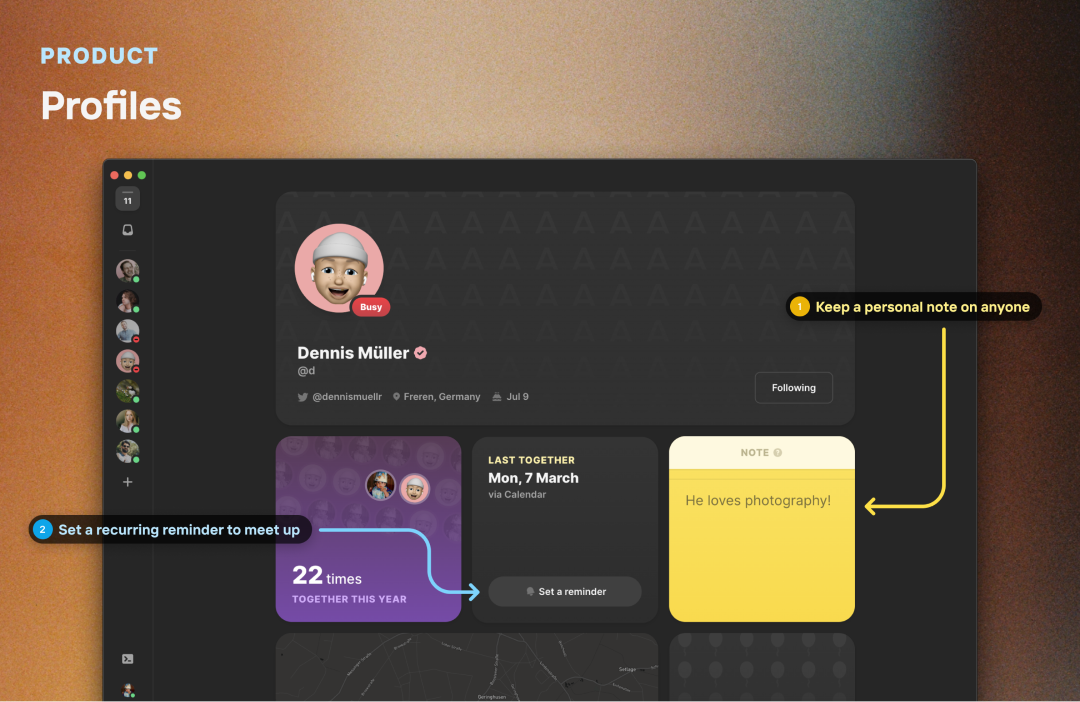 PRODUCT
Profiles
11
Busy
1 Keep a personal note on anyone
Dennis Müller
@d
@dennismuellr Freren, Germany Jul 9
Following
LAST TOGETHER
Mon, 7 March
via Calendar
NOTE ?
He loves photography!
2 Set a recurring reminder to meet up
22 times
TOGETHER THIS YEAR
Set a reminder
Settage
Deringhusen